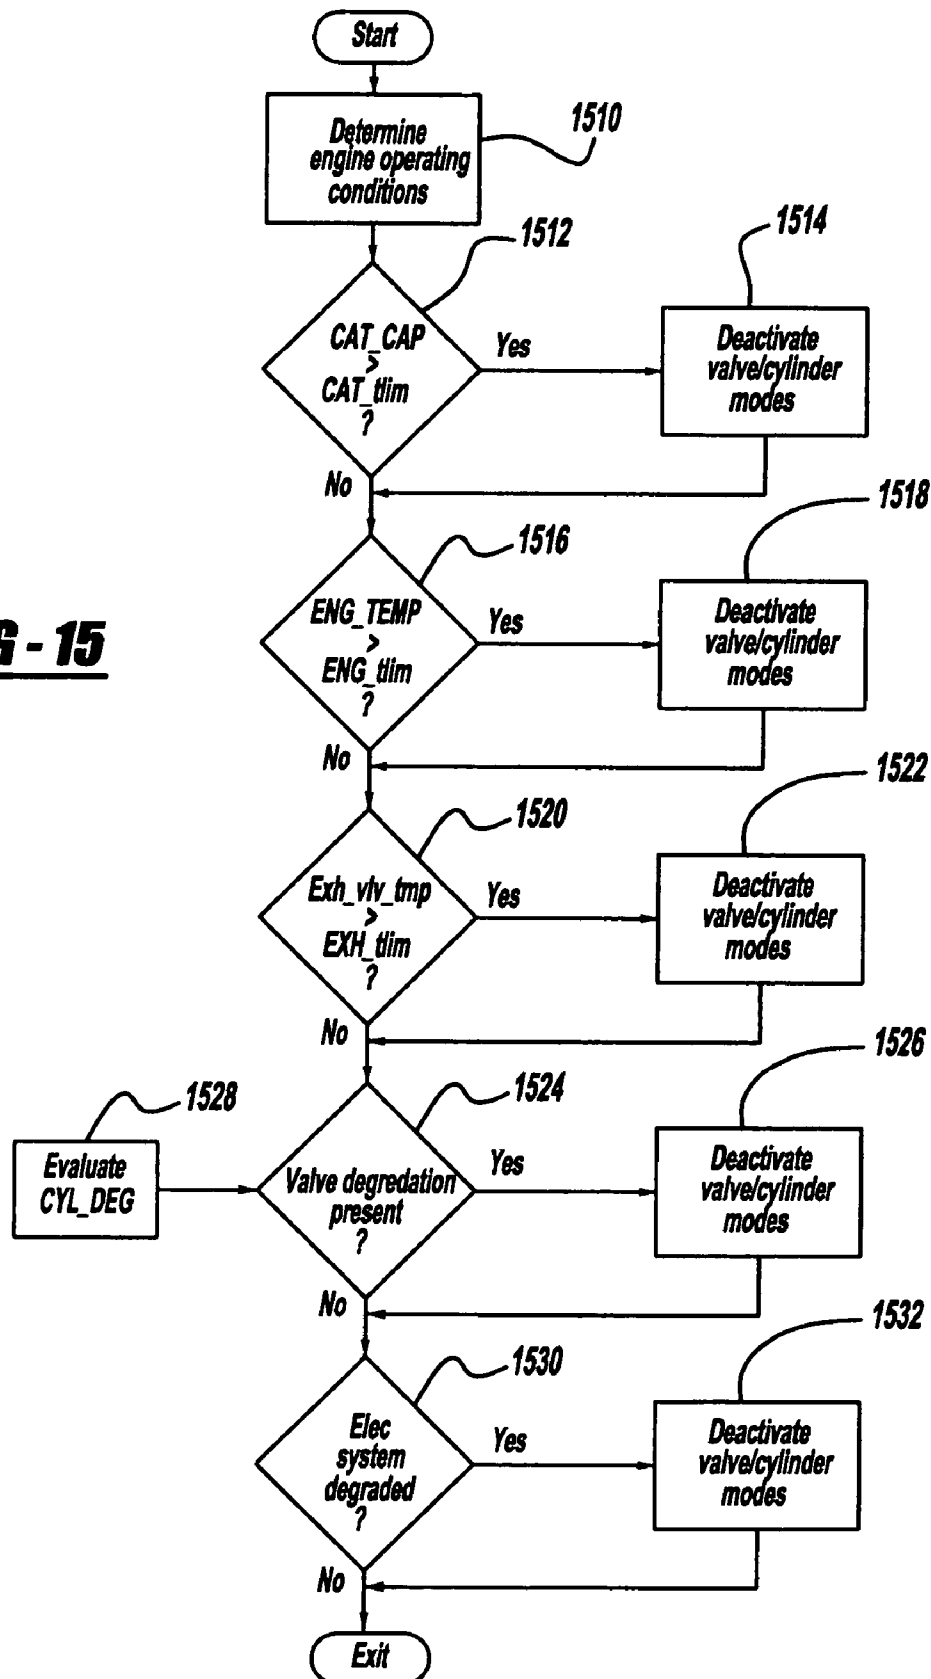 Start
Determine
engine operating
conditions
1510
1512
CAT_CAP
>
CAT_tlim
?
Yes
1514
Deactivate
valve/cylinder
modes
No
1516
ENG_TEMP
>
ENG_tlim
?
Yes
1518
Deactivate
valve/cylinder
modes
No
G - 15
1520
Exh_vlv_tmp
>
EXH_tlim
?
Yes
1522
Deactivate
valve/cylinder
modes
No
1528
Evaluate
CYL_DEG
1524
Valve degredation
present
?
Yes
1526
Deactivate
valve/cylinder
modes
No
1530
Elec
system
degraded
?
Yes
1532
Deactivate
valve/cylinder
modes
No
Exit